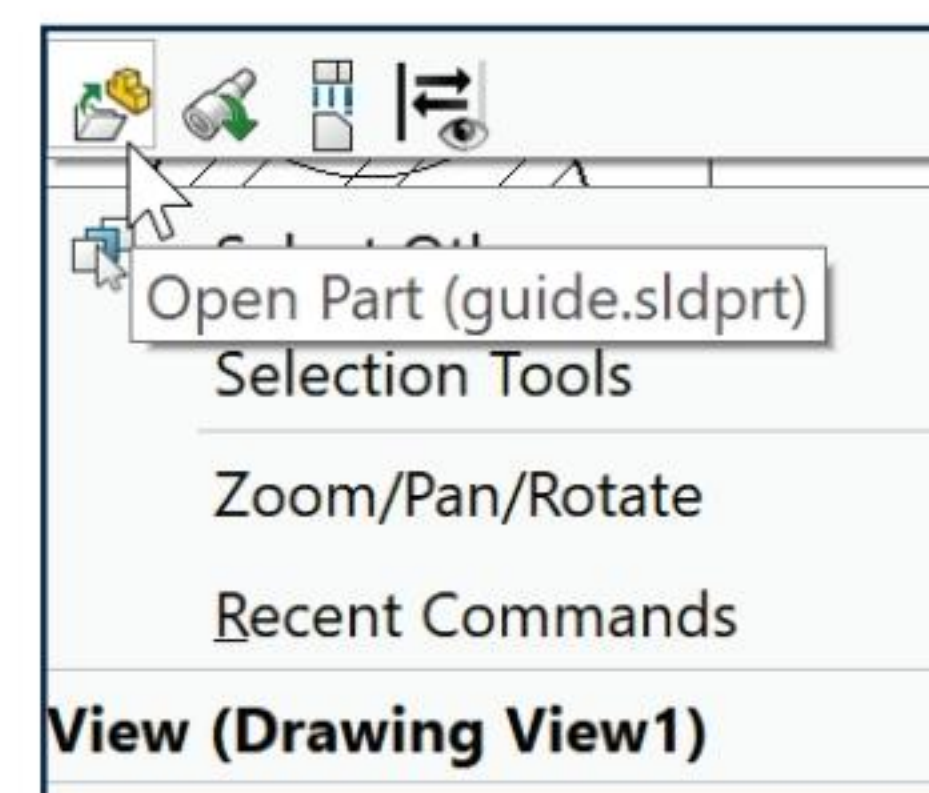 Open Part (guide.sldprt)
Selection Tools
Zoom/Pan/Rotate
Recent Commands
View (Drawing View1)